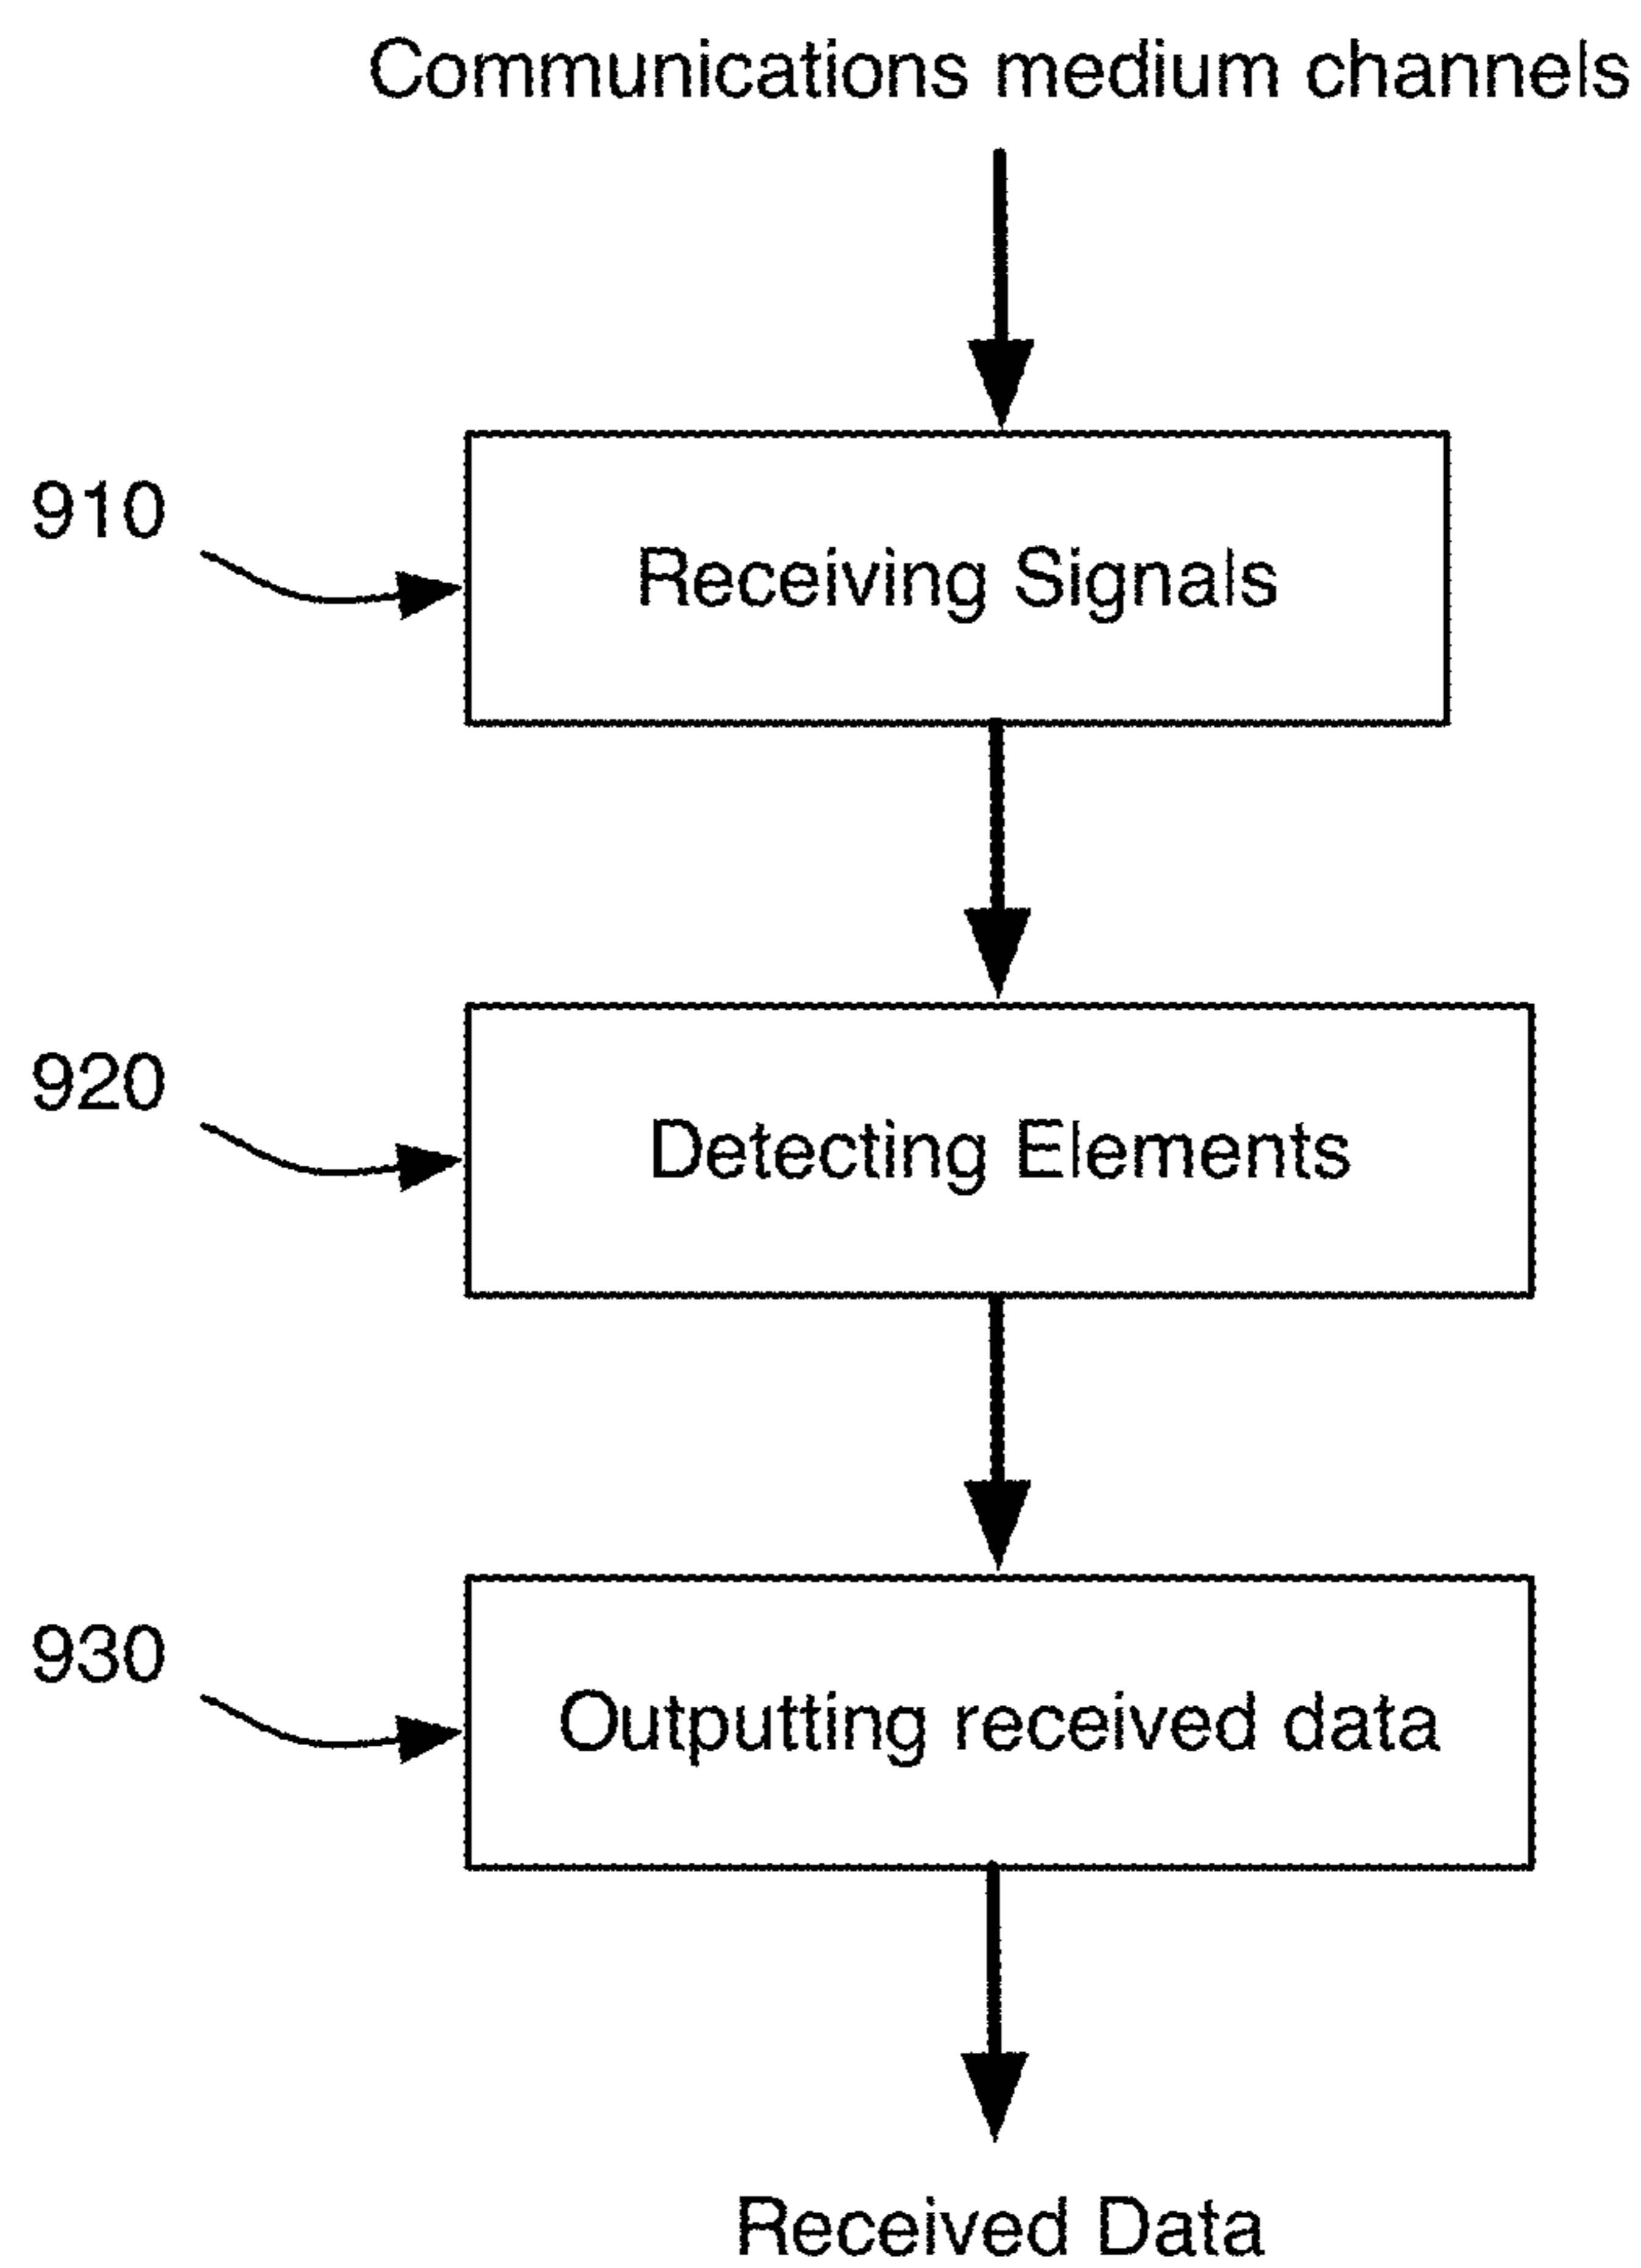 Communications medium channels
910
Receiving Signals
920
Detecting Elements
930
Outputting received data
Received Data